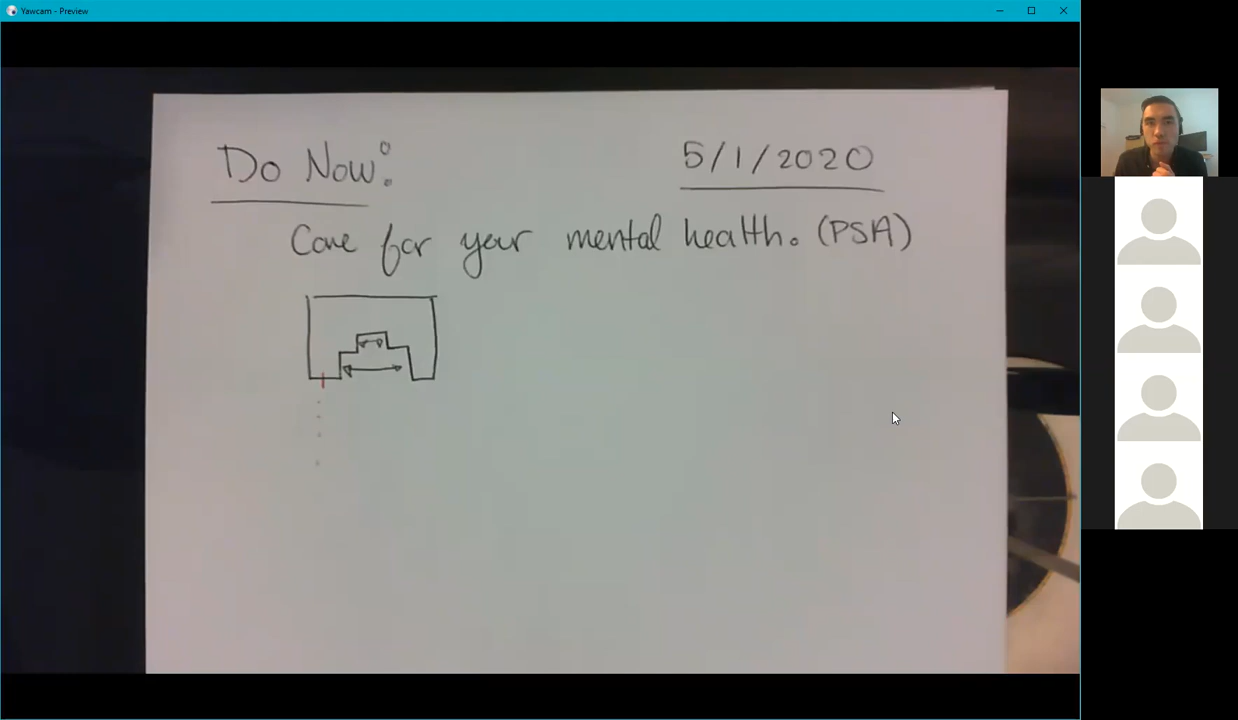 Yawcam - Preview
Do Now: 5/1/2020
Care for your mental health. (PSA)